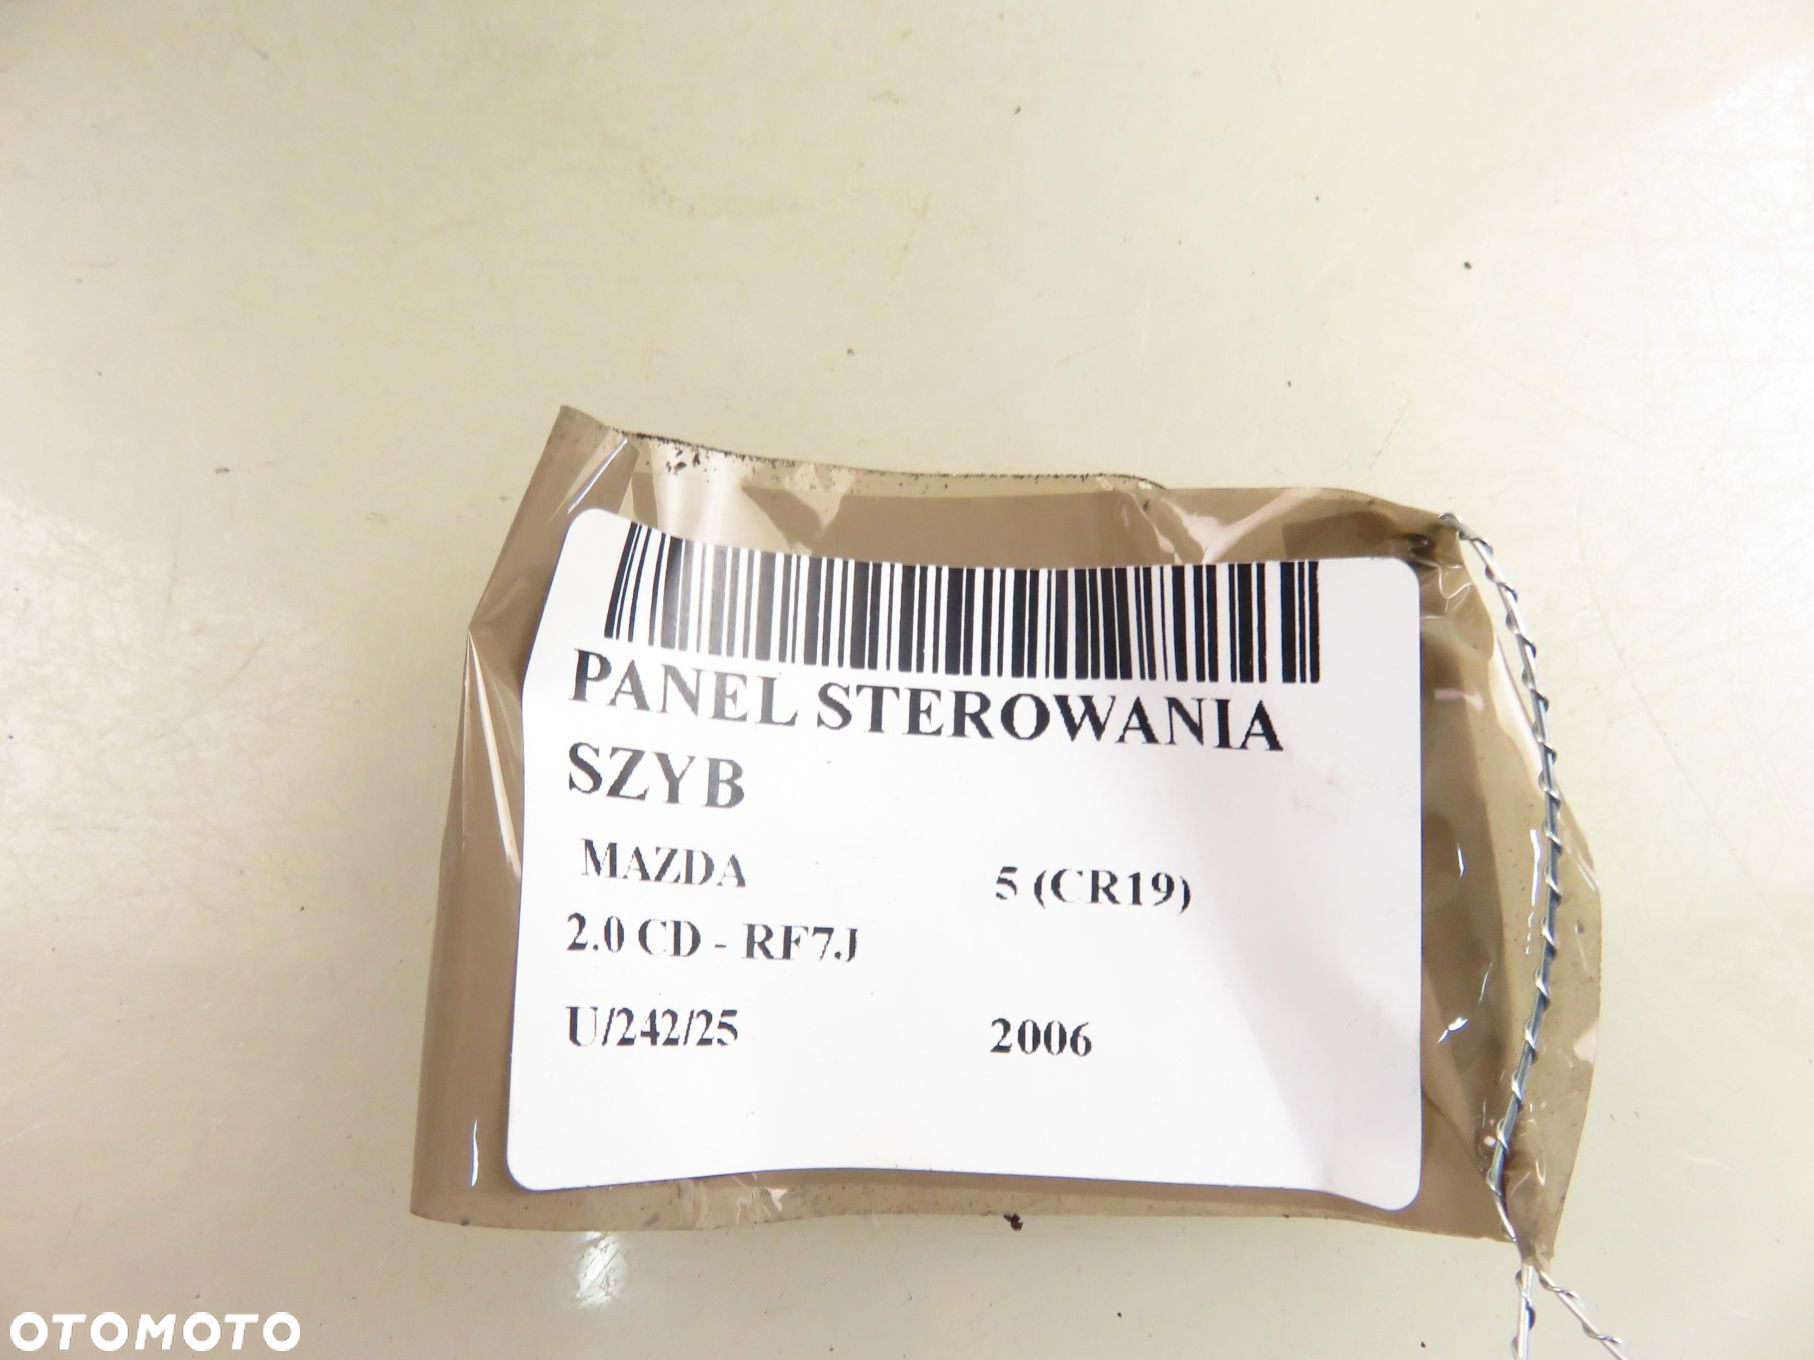 PANEL STEROWANIA
SZYB
MAZDA 5 (CR19)
2.0 CD - RF7J
U/242/25 2006
OTOMOTO